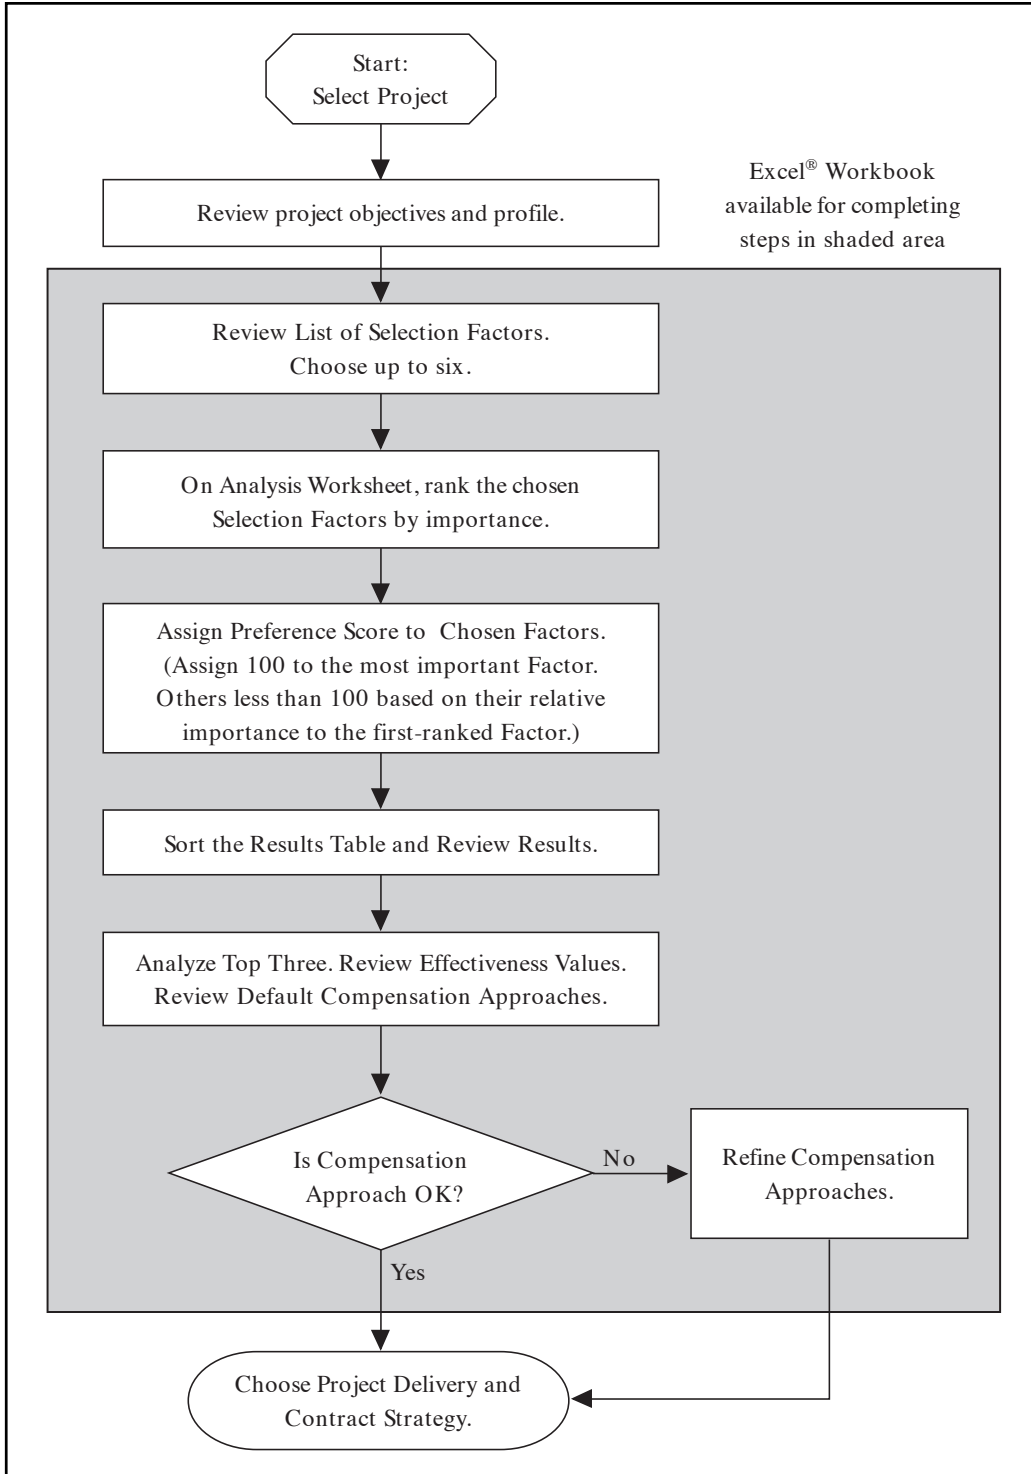 Start:
Select Project
Review project objectives and profile.
Excel® Workbook
available for completing
steps in shaded area
Review List of Selection Factors.
Choose up to six.
On Analysis Worksheet, rank the chosen
Selection Factors by importance.
Assign Preference Score to Chosen Factors.
(Assign 100 to the most important Factor.
Others less than 100 based on their relative
importance to the first-ranked Factor.)
Sort the Results Table and Review Results.
Analyze Top Three. Review Effectiveness Values.
Review Default Compensation Approaches.
Is Compensation
Approach OK?
No
Refine Compensation
Approaches.
Yes
Choose Project Delivery and
Contract Strategy.